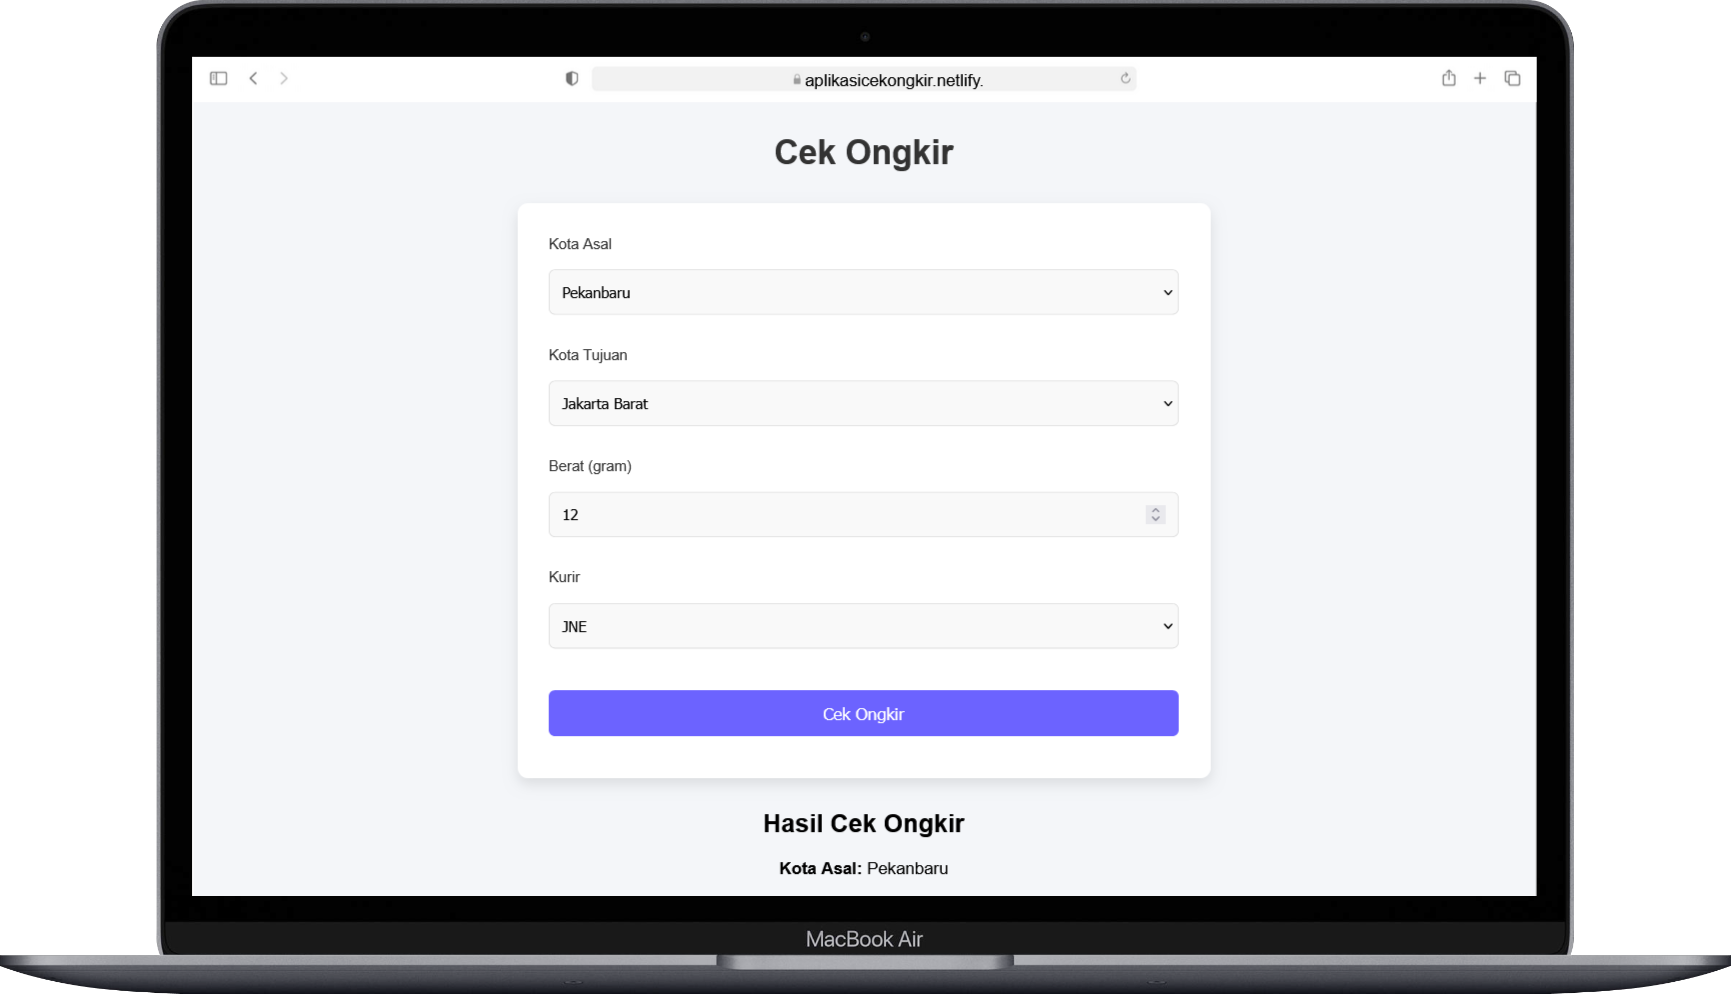 aplikasicekongkir.netlify.
Cek Ongkir
Kota Asal
Pekanbaru
Kota Tujuan
Jakarta Barat
Berat (gram)
12
Kurir
JNE
Cek Ongkir
Hasil Cek Ongkir
Kota Asal: Pekanbaru
MacBook Air